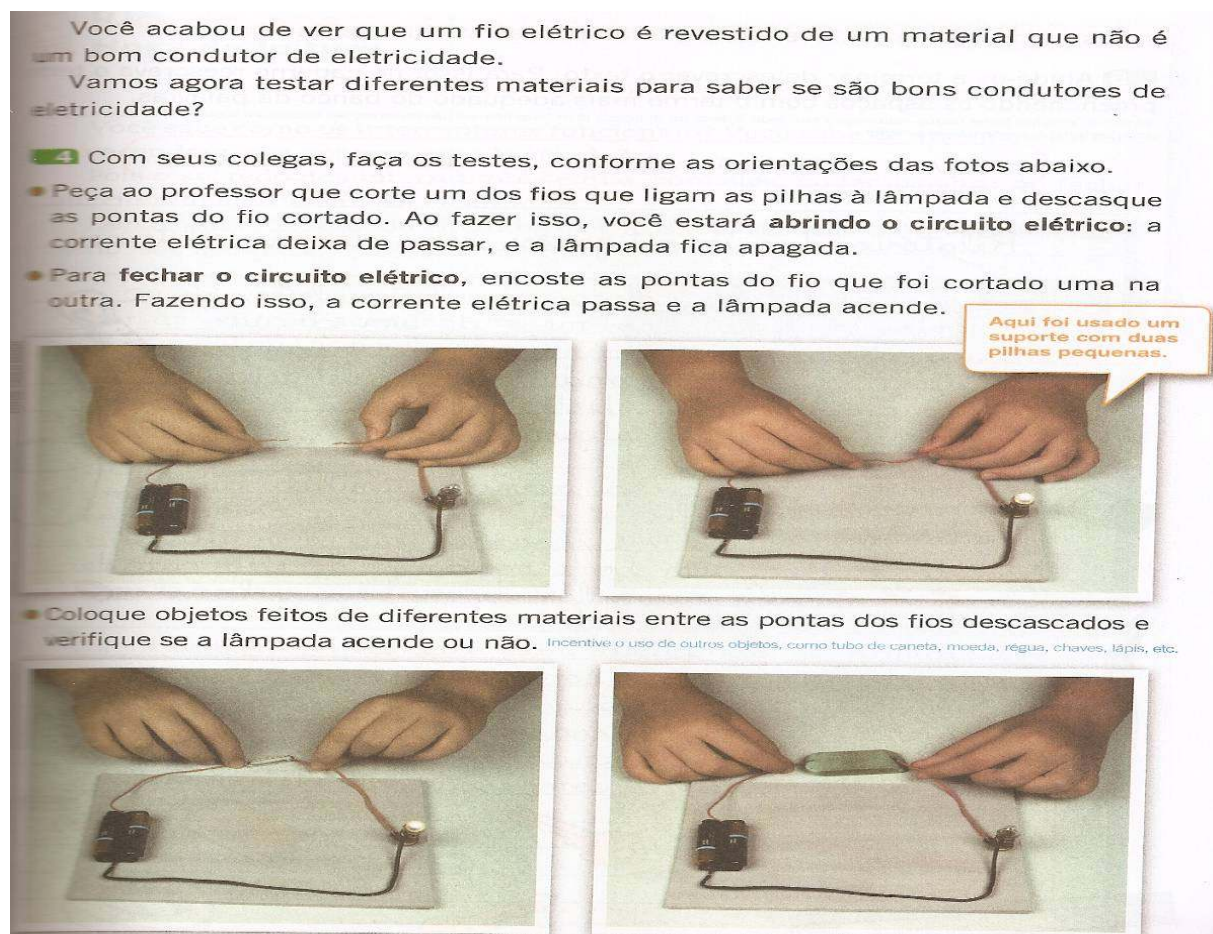 Você acabou de ver que um fio elétrico é revestido de um material que não é
um bom condutor de eletricidade.
Vamos agora testar diferentes materiais para saber se são bons condutores de
eletricidade?
4 Com seus colegas, faça os testes, conforme as orientações das fotos abaixo.
• Peça ao professor que corte um dos fios que ligam as pilhas à lâmpada e descasque
as pontas do fio cortado. Ao fazer isso, você estará abrindo o circuito elétrico: a
corrente elétrica deixa de passar, e a lâmpada fica apagada.
• Para fechar o circuito elétrico, encoste as pontas do fio que foi cortado uma na
outra. Fazendo isso, a corrente elétrica passa e a lâmpada acende.
Aqui foi usado um
suporte com duas
pilhas pequenas.
• Coloque objetos feitos de diferentes materiais entre as pontas dos fios descascados e
verifique se a lâmpada acende ou não. Incentive o uso de outros objetos, como tubo de caneta, moeda, régua, chaves, lápis, etc.